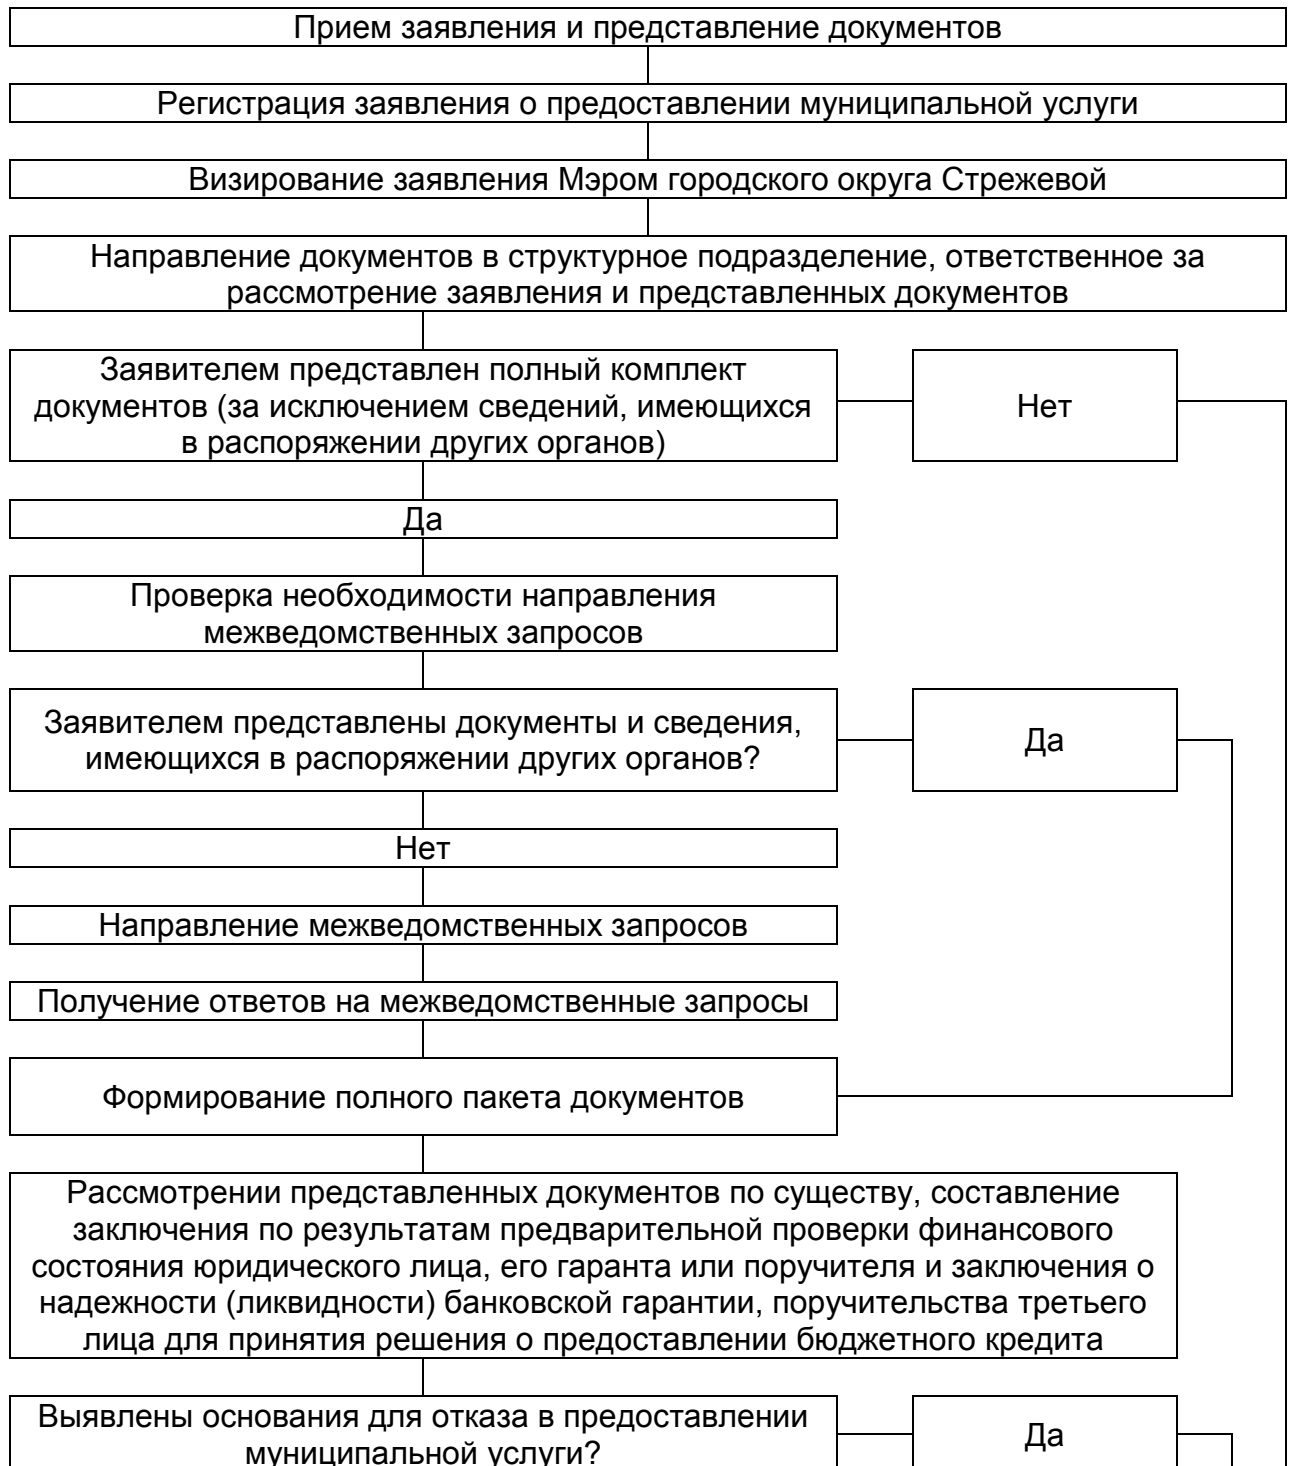 Прием заявления и представление документов
Регистрация заявления о предоставлении муниципальной услуги
Визирование заявления Мэром городского округа Стрежевой
Направление документов в структурное подразделение, ответственное за
рассмотрение заявления и представленных документов
Заявителем представлен полный комплект
документов (за исключением сведений, имеющихся
в распоряжении других органов)
Нет
Да
Проверка необходимости направления
межведомственных запросов
Заявителем представлены документы и сведения,
имеющихся в распоряжении других органов?
Да
Нет
Направление межведомственных запросов
Получение ответов на межведомственные запросы
Формирование полного пакета документов
Рассмотрении представленных документов по существу, составление
заключения по результатам предварительной проверки финансового
состояния юридического лица, его гаранта или поручителя и заключения о
надежности (ликвидности) банковской гарантии, поручительства третьего
лица для принятия решения о предоставлении бюджетного кредита
Выявлены основания для отказа в предоставлении
муниципальной услуги?
Да